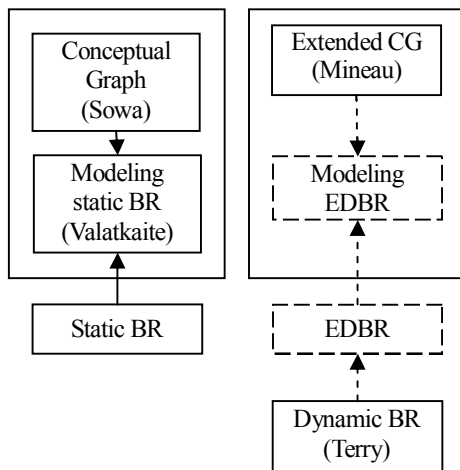 Conceptual
Graph
(Sowa)
Modeling
static BR
(Valatkaite)
Static BR
Extended CG
(Mineau)
Modeling
EDBR
EDBR
Dynamic BR
(Terry)